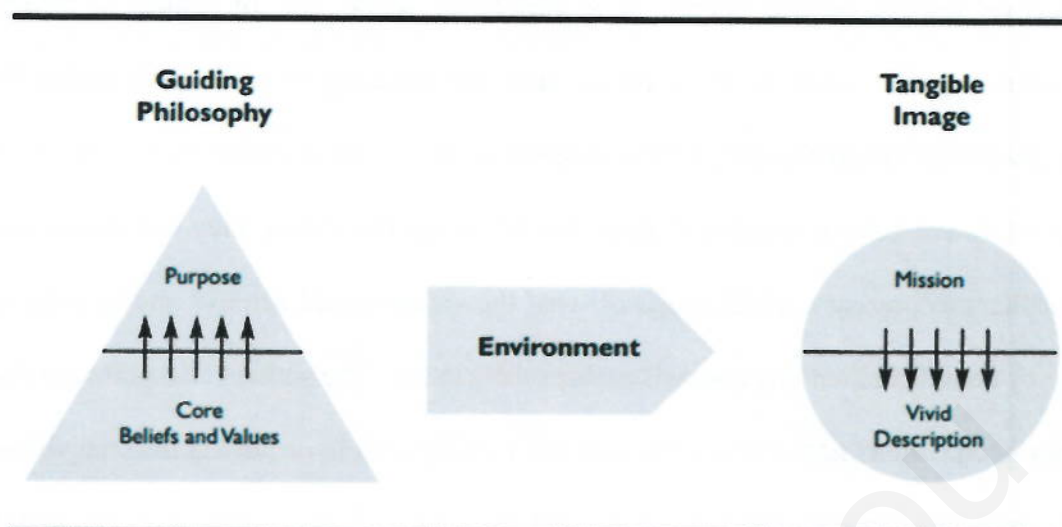 Guiding
Philosophy
Tangible
Image
Purpose
Core
Beliefs and Values
Environment
Mission
Vivid
Description